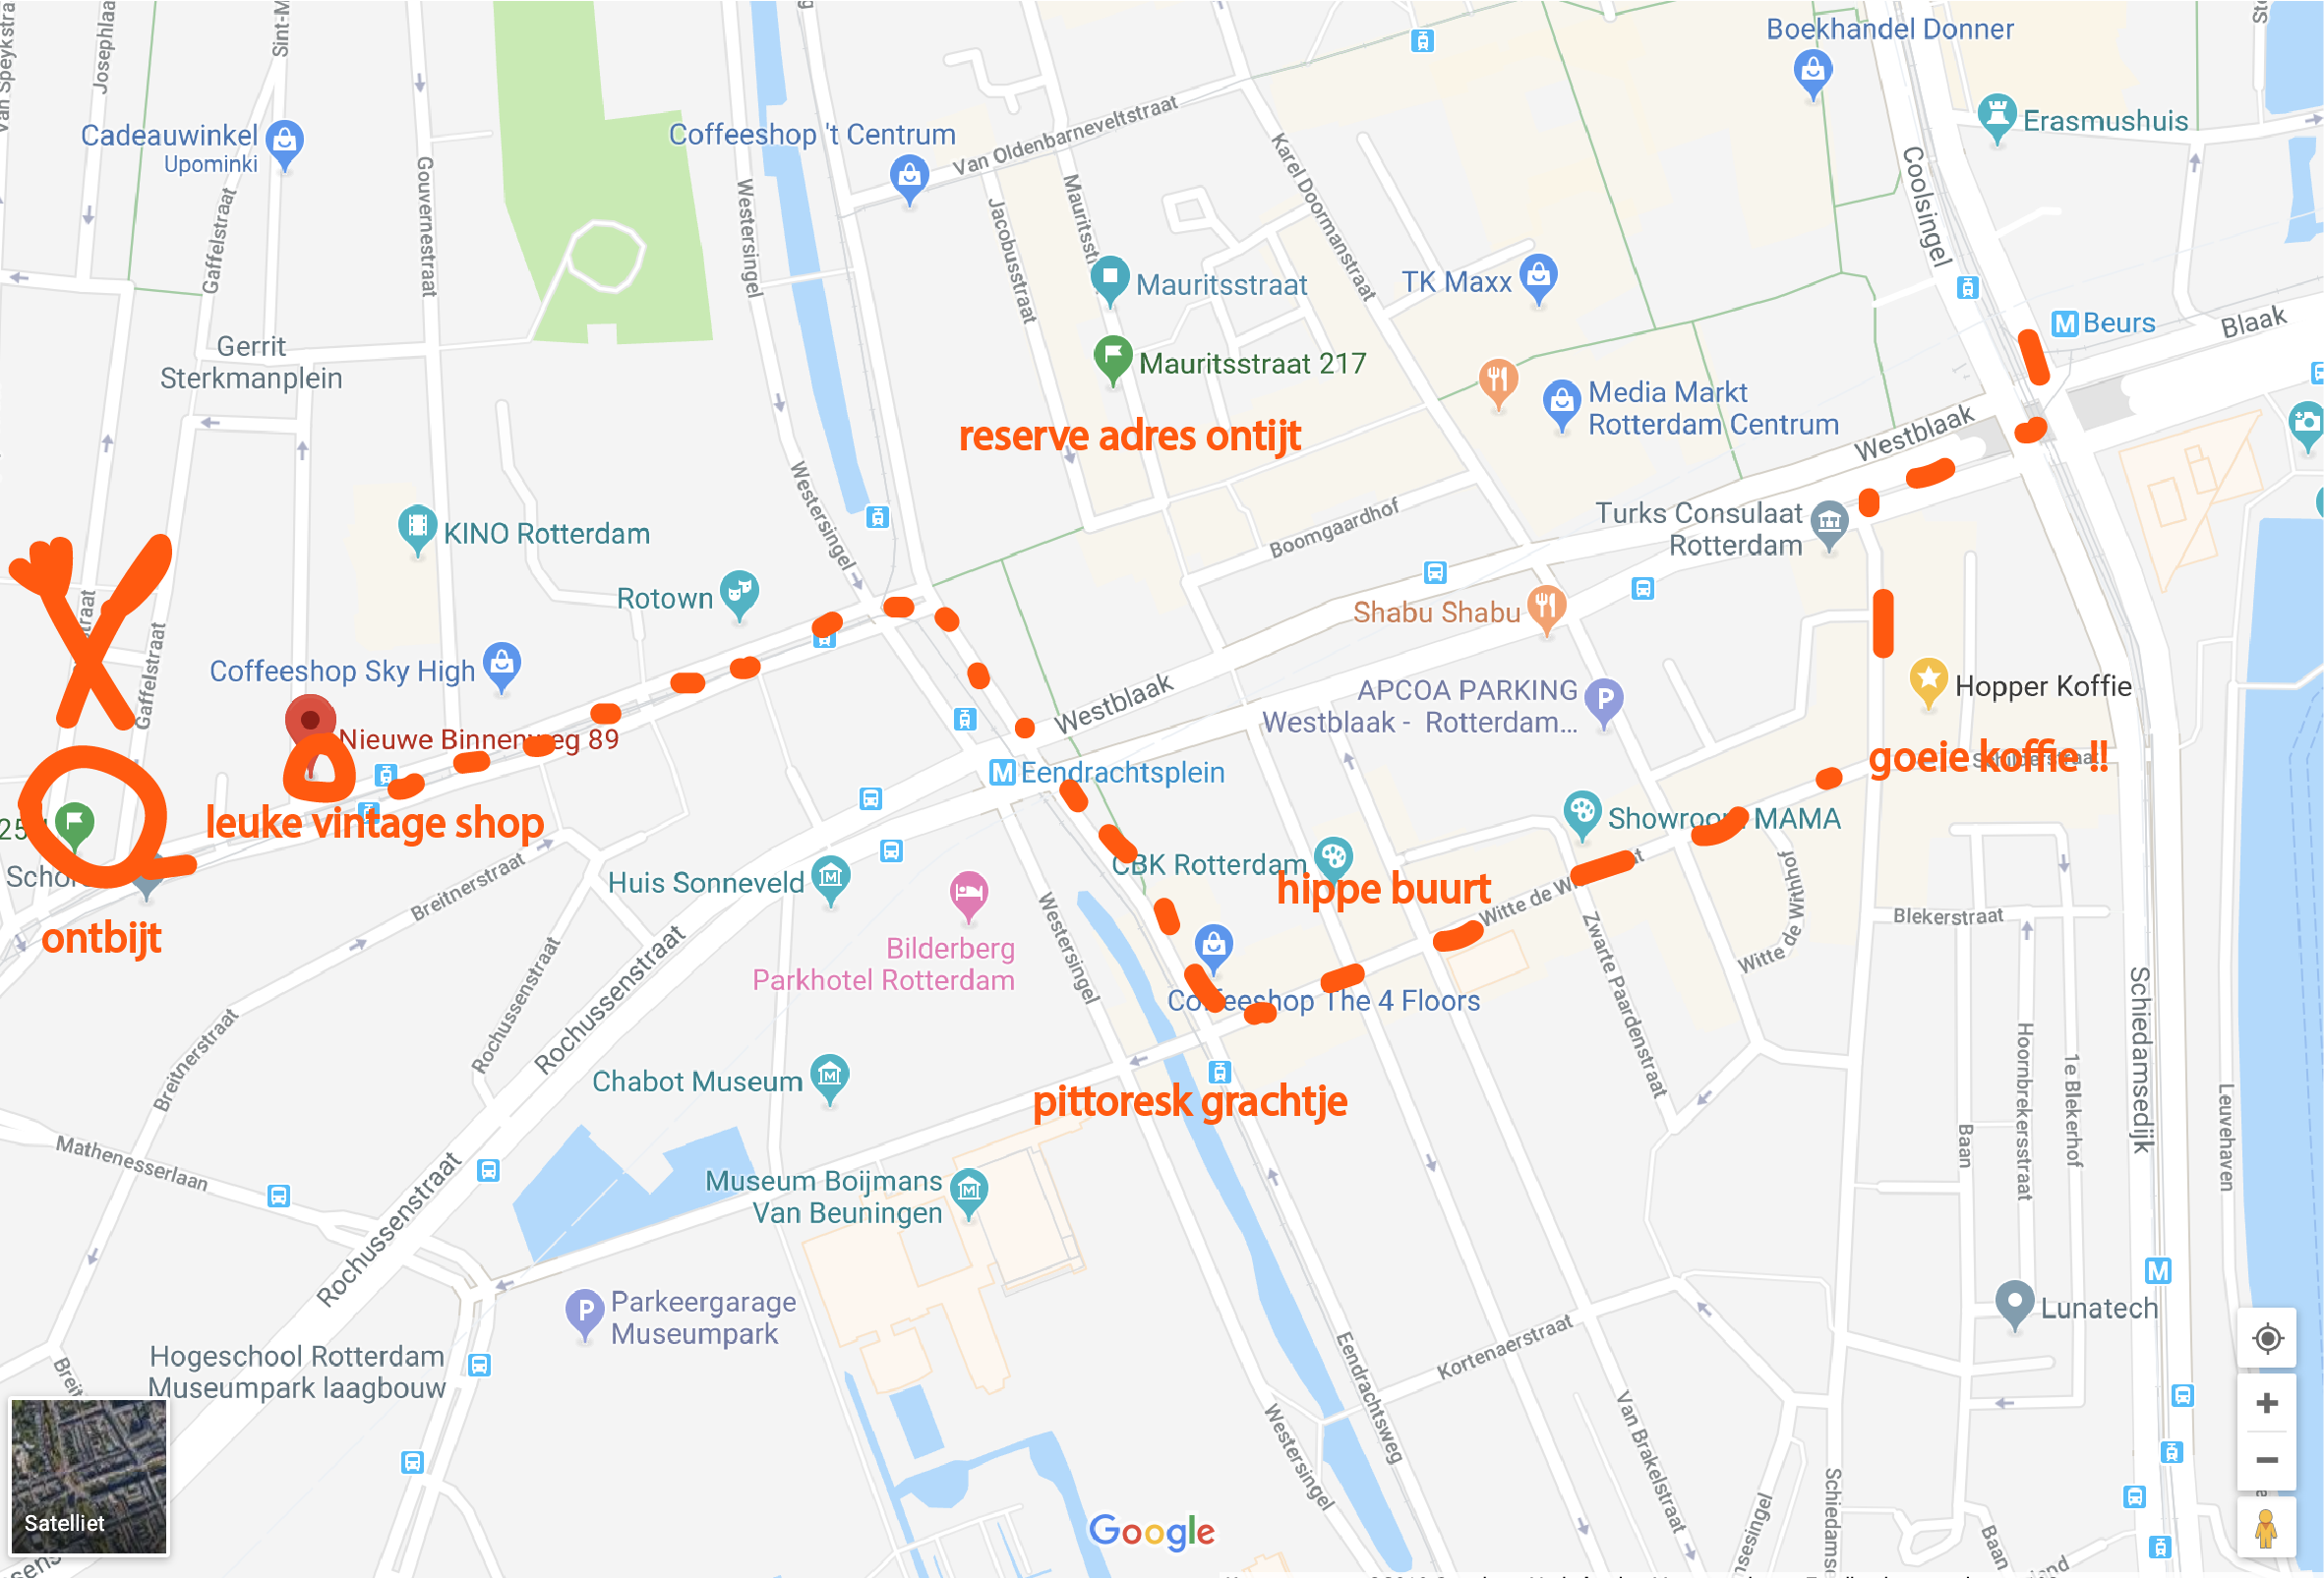 Boekhandel Donner
Erasmushuis
Cadeauwinkel
Upominki
Coffeeshop 't Centrum
Van Oldenbarneveltstraat
Josephlaa
Sint-M
Gaffelstraat
Gouvernestraat
Westersingel
Jacobusstraat
Mauritsstr
Karel Doormanstraat
Coolsingel
Mauritsstraat
TK Maxx
Mauritsstraat 217
Beurs
Blaak
Gerrit
Sterkmanplein
Media Markt
Rotterdam Centrum
reserve adres ontijt
Westblaak
KINO Rotterdam
Westersingel
Boomgaardhof
Turks Consulaat
Rotterdam
Rotown
Shabu Shabu
straat
Gaffelstraat
Coffeeshop Sky High
Westblaak
APCOA PARKING
Westblaak - Rotterdam...
Hopper Koffie
Nieuwe Binnenweg 89
Eendrachtsplein
goeie koffie !!
leuke vintage shop
Showroom MAMA
Breitnerstraat
Huis Sonneveld
CBK Rotterdam
hippe buurt
Witte de Wi
Witte de Withhof
Blekerstraat
ontbijt
Bilderberg
Parkhotel Rotterdam
Westersingel
Zwarte Paardenstraat
Rochussenstraat
Rochussenstraat
Coffeeshop The 4 Floors
Breitnerstraat
Chabot Museum
pittoresk grachtje
Schiedamsedijk
Hoornbrekersstraat
1e Blekerhof
Baan
Leuvehaven
Mathenesserlaan
Rochussenstraat
Museum Boijmans
Van Beuningen
Parkeergarage
Museumpark
Lunatech
Kortenaerstraat
Eendrachtsweg
Hogeschool Rotterdam
Museumpark laagbouw
Westersingel
Van Brakelstraat
Baan
Satelliet
Google